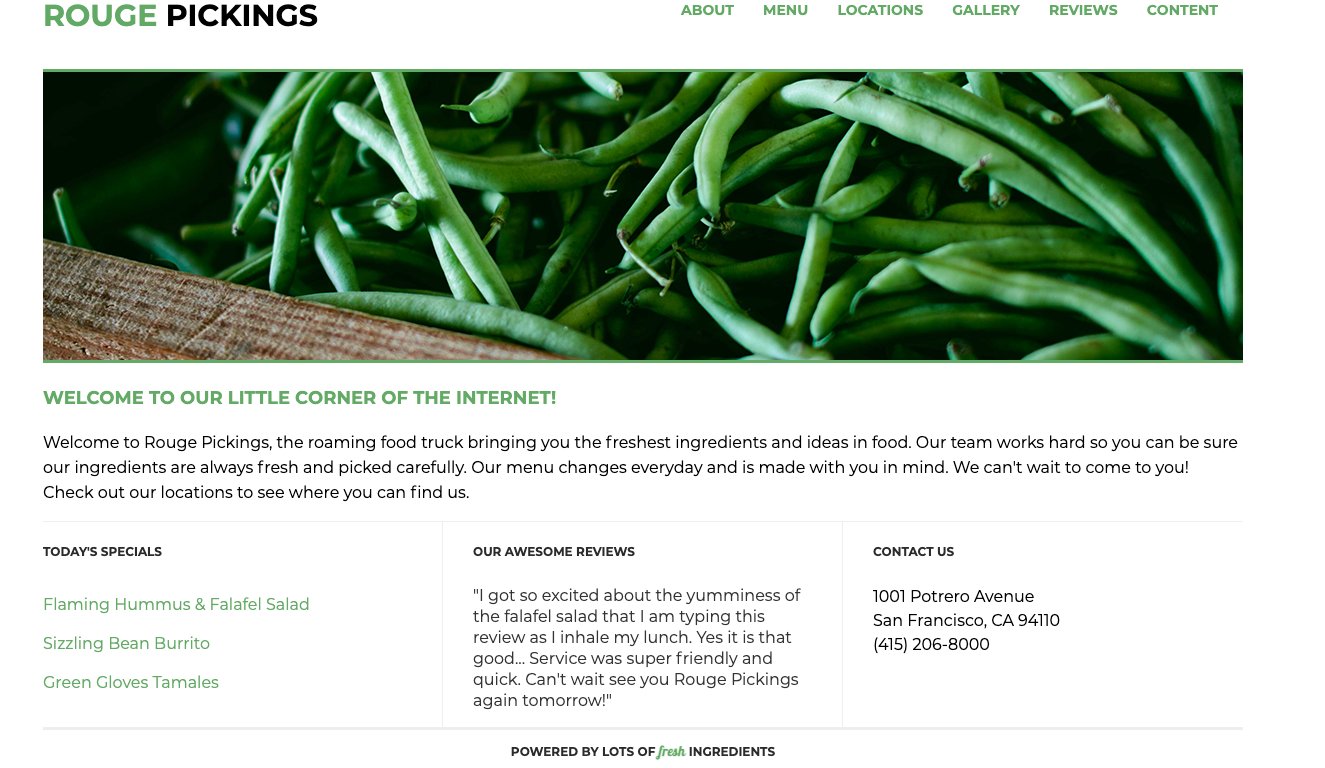 ROUGE PICKINGS
ABOUT MENU LOCATIONS GALLERY REVIEWS CONTENT
WELCOME TO OUR LITTLE CORNER OF THE INTERNET!
Welcome to Rouge Pickings, the roaming food truck bringing you the freshest ingredients and ideas in food. Our team works hard so you can be sure
our ingredients are always fresh and picked carefully. Our menu changes everyday and is made with you in mind. We can't wait to come to you!
Check out our locations to see where you can find us.
TODAY'S SPECIALS
Flaming Hummus & Falafel Salad
Sizzling Bean Burrito
Green Gloves Tamales
OUR AWESOME REVIEWS
"I got so excited about the yumminess of
the falafel salad that I am typing this
review as I inhale my lunch. Yes it is that
good... Service was super friendly and
quick. Can't wait see you Rouge Pickings
again tomorrow!"
CONTACT US
1001 Potrero Avenue
San Francisco, CA 94110
(415) 206-8000
POWERED BY LOTS OF fresh INGREDIENTS